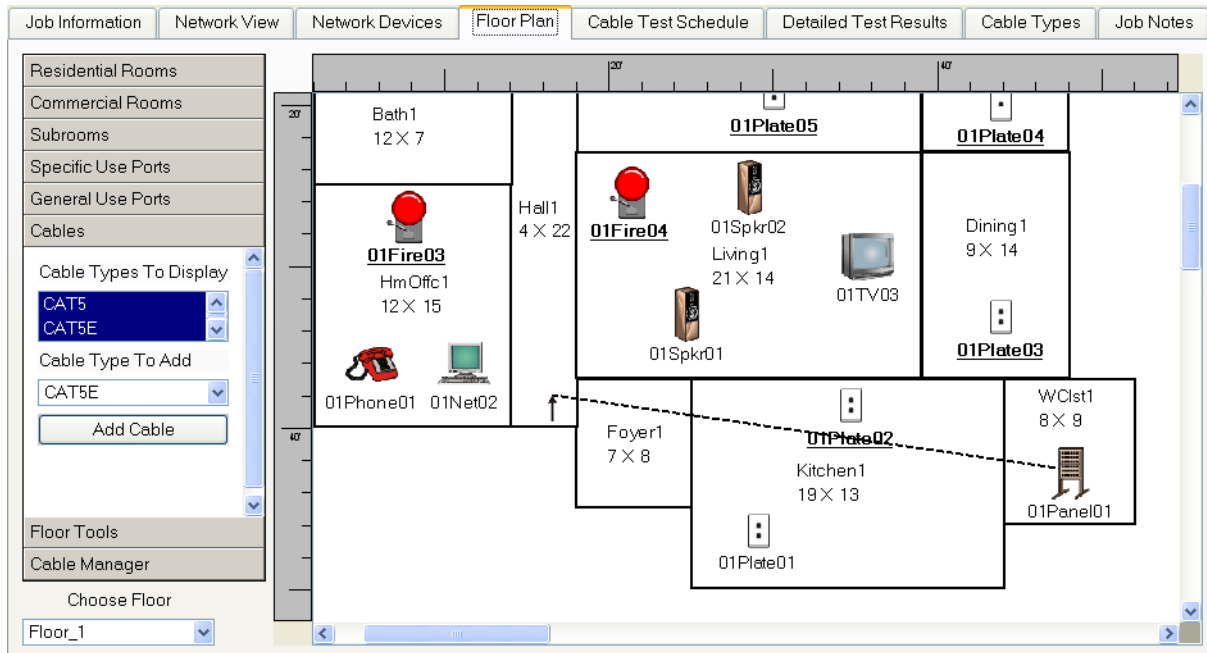 Job Information
Network View
Network Devices
Floor Plan
Cable Test Schedule
Detailed Test Results
Cable Types
Job Notes
Residential Rooms
Commercial Rooms
Subrooms
Specific Use Ports
General Use Ports
Cables
Cable Types To Display
CAT5
CAT5E
Cable Type To Add
CAT5E
Add Cable
Floor Tools
Cable Manager
Choose Floor
Floor_1
20'
40'
20'
40'
Bath1
12 X 7
01Plate05
01Plate04
Hall1
4 X 22
01Fire03
HmOffc1
12 X 15
01Phone01
01Net02
01Fire04
01Spkr02
Living1
21 X 14
01TV03
01Spkr01
Dining1
9 X 14
01Plate03
Foyer1
7 X 8
01Plate02
Kitchen1
19 X 13
01Plate01
WClst1
8 X 9
01Panel01